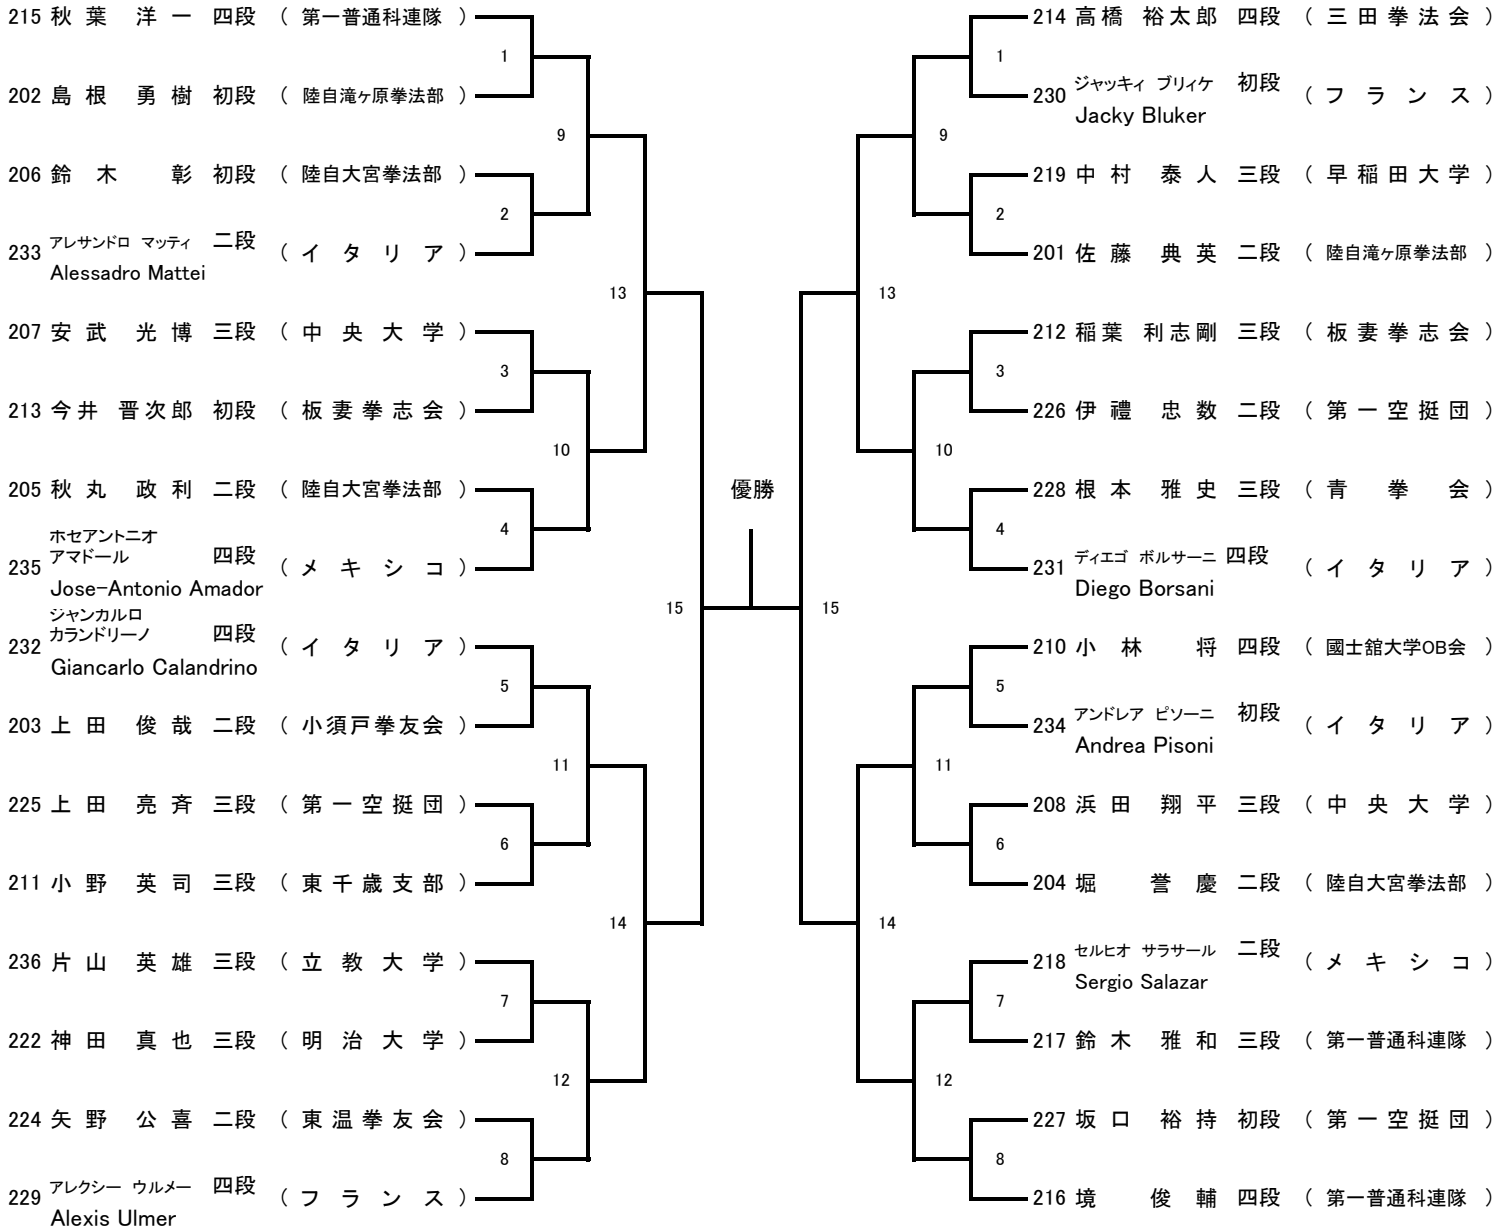 215 秋葉 洋一 四段 （ 第一普通科連隊 ）
1
202 島根 勇樹 初段 （ 陸自滝ヶ原拳法部 ）
9
206 鈴木 彰 初段 （ 陸自大宮拳法部 ）
2
233 アレサンドロ マッティ 二段 （ イタリア ）
Alessadro Mattei
13
207 安武 光博 三段 （ 中央大学 ）
3
213 今井 晋次郎 初段 （ 板妻拳志会 ）
10
205 秋丸 政利 二段 （ 陸自大宮拳法部 ）
4
ホセアントニオ
235 アマドール 四段 （ メキシコ ）
Jose-Antonio Amador
15
ジャンカルロ
232 カランドリーノ 四段 （ イタリア ）
Giancarlo Calandrino
5
203 上田 俊哉 二段 （ 小須戸拳友会 ）
11
225 上田 亮斉 三段 （ 第一空挺団 ）
6
211 小野 英司 三段 （ 東千歳支部 ）
14
236 片山 英雄 三段 （ 立教大学 ）
7
222 神田 真也 三段 （ 明治大学 ）
12
224 矢野 公喜 二段 （ 東温拳友会 ）
8
229 アレクシー ウルメー 四段 （ フランス ）
Alexis Ulmer
優勝
214 高橋 裕太郎 四段 （ 三田拳法会 ）
1
230 ジャッキィ ブリィケ 初段 （ フランス ）
Jacky Bluker
9
219 中村 泰人 三段 （ 早稲田大学 ）
2
201 佐藤 典英 二段 （ 陸自滝ヶ原拳法部 ）
13
212 稲葉 利志剛 三段 （ 板妻拳志会 ）
3
226 伊禮 忠数 二段 （ 第一空挺団 ）
10
228 根本 雅史 三段 （ 青拳会 ）
4
231 ディエゴ ボルサーニ 四段 （ イタリア ）
Diego Borsani
15
210 小林 将 四段 （ 國士舘大学OB会 ）
5
234 アンドレア ピソーニ 初段 （ イタリア ）
Andrea Pisoni
11
208 浜田 翔平 三段 （ 中央大学 ）
6
204 堀 誉慶 二段 （ 陸自大宮拳法部 ）
14
218 セルヒオ サラサール 二段 （ メキシコ ）
Sergio Salazar
7
217 鈴木 雅和 三段 （ 第一普通科連隊 ）
12
227 坂口 裕持 初段 （ 第一空挺団 ）
8
216 境 俊輔 四段 （ 第一普通科連隊 ）